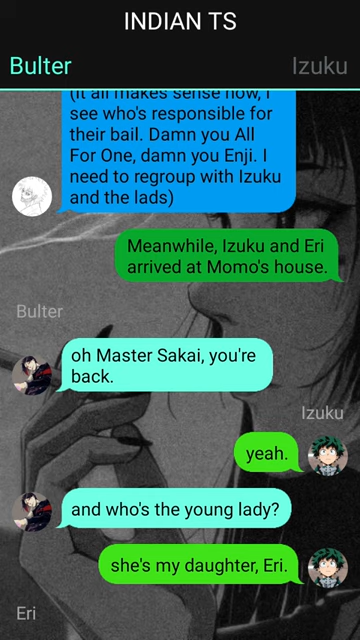 INDIAN TS
Bulter
Izuku
(It all makes sense now, I
see who's responsible for
their bail. Damn you All
For One, damn you Enji. I
need to regroup with Izuku
and the lads)
Meanwhile, Izuku and Eri
arrived at Momo's house.
Bulter
oh Master Sakai, you're
back.
Izuku
yeah.
and who's the young lady?
she's my daughter, Eri.
Eri